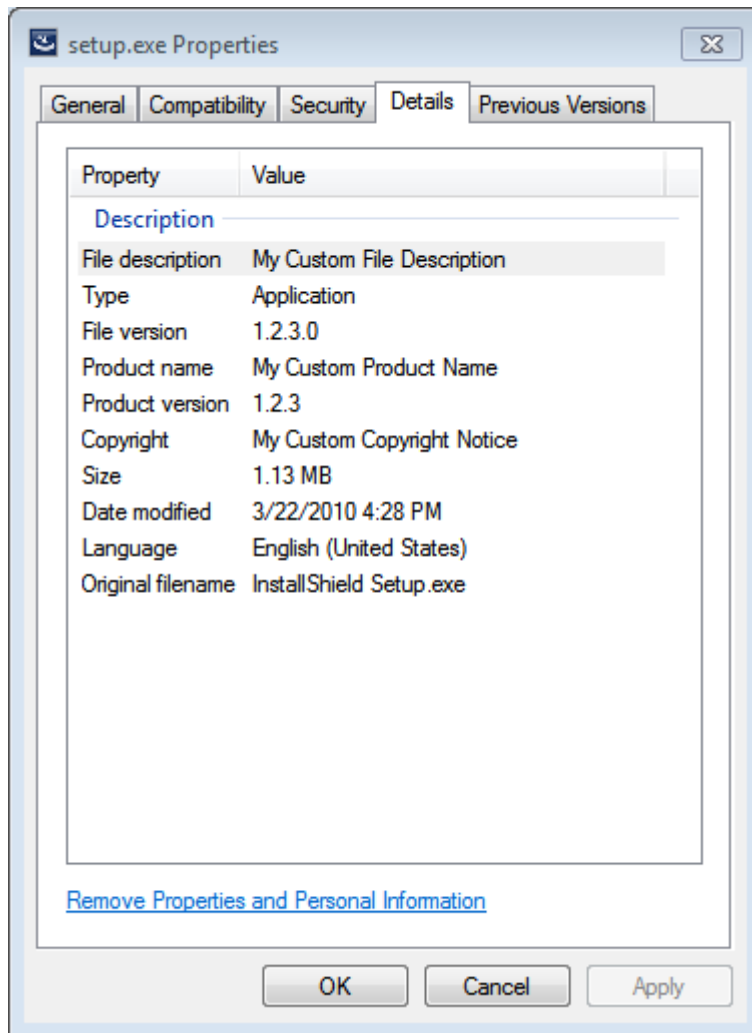 setup.exe Properties
General Compatibility Security Details Previous Versions
Property Value
Description
File description My Custom File Description
Type Application
File version 1.2.3.0
Product name My Custom Product Name
Product version 1.2.3
Copyright My Custom Copyright Notice
Size 1.13 MB
Date modified 3/22/2010 4:28 PM
Language English (United States)
Original filename InstallShield Setup.exe
Remove Properties and Personal Information
OK Cancel Apply